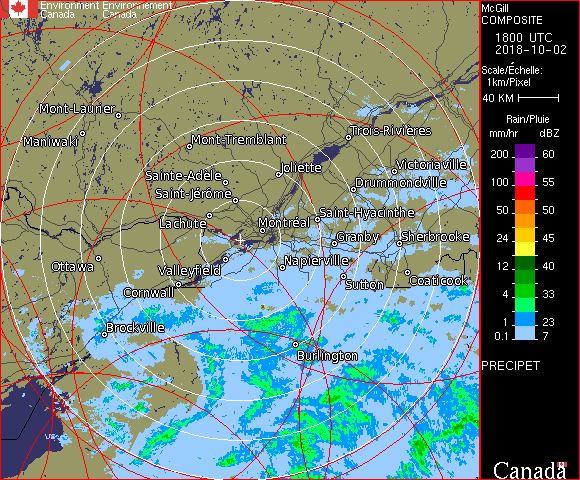 Environment Environnement
Canada Canada
McGill
COMPOSITE
1800 UTC
2018-10-02
Scale/Échelle:
1km/Pixel
40 KM
Rain/Pluie
mm/hr dBZ
200 60
150 55
100 55
50 50
24 45
12 40
4 33
1 23
0.1 7
PRECIPET
Canada
Mont-Laurier
Maniwaki
Mont-Tremblant
Trois-Rivières
Joliette
Victoriaville
Sainte-Adèle
Drummondville
Saint-Jérôme
Saint-Hyacinthe
Lachute
Montréal
Granby
Sherbrooke
Ottawa
Valleyfield
Napierville
Cornwall
Sutton
Coaticook
Brockville
Burlington